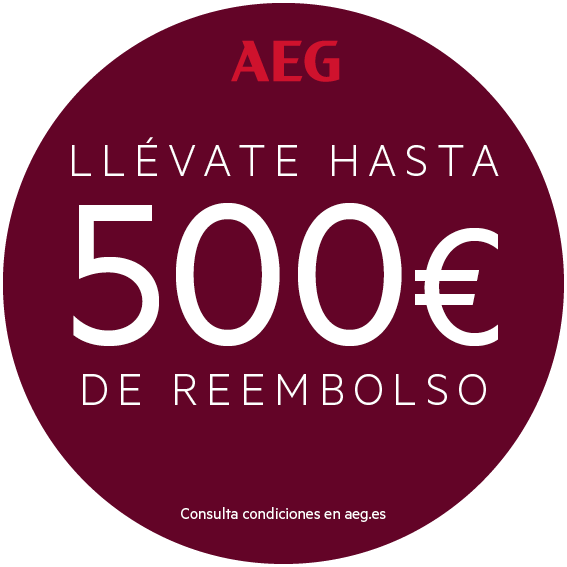 AEG
LLÉVATE HASTA
500€
DE REEMBOLSO
Consulta condiciones en aeg.es